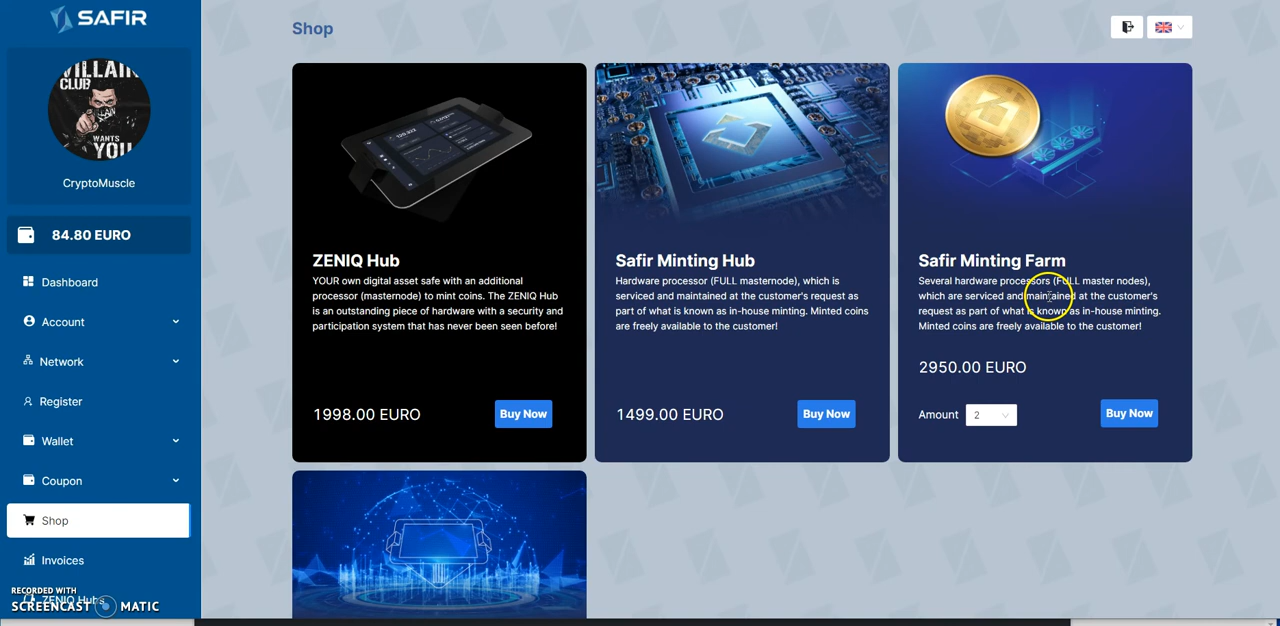 SAFIR
VILLAIN
CLUB
WANTS
YOU
CryptoMuscle
84.80 EURO
Dashboard
Account
Network
Register
Wallet
Coupon
Shop
Invoices
ZENIQ Hubs
RECORDED WITH
SCREENCAST MATIC
Shop
ZENIQ Hub
YOUR own digital asset safe with an additional
processor (masternode) to mint coins. The ZENIQ Hub
is an outstanding piece of hardware with a security and
participation system that has never been seen before!
1998.00 EURO
Buy Now
Safir Minting Hub
Hardware processor (FULL masternode), which is
serviced and maintained at the customer's request as
part of what is known as in-house minting. Minted coins
are freely available to the customer!
1499.00 EURO
Buy Now
Safir Minting Farm
Several hardware processors (FULL master nodes),
which are serviced and maintained at the customer's
request as part of what is known as in-house minting.
Minted coins are freely available to the customer!
2950.00 EURO
Amount 2
Buy Now